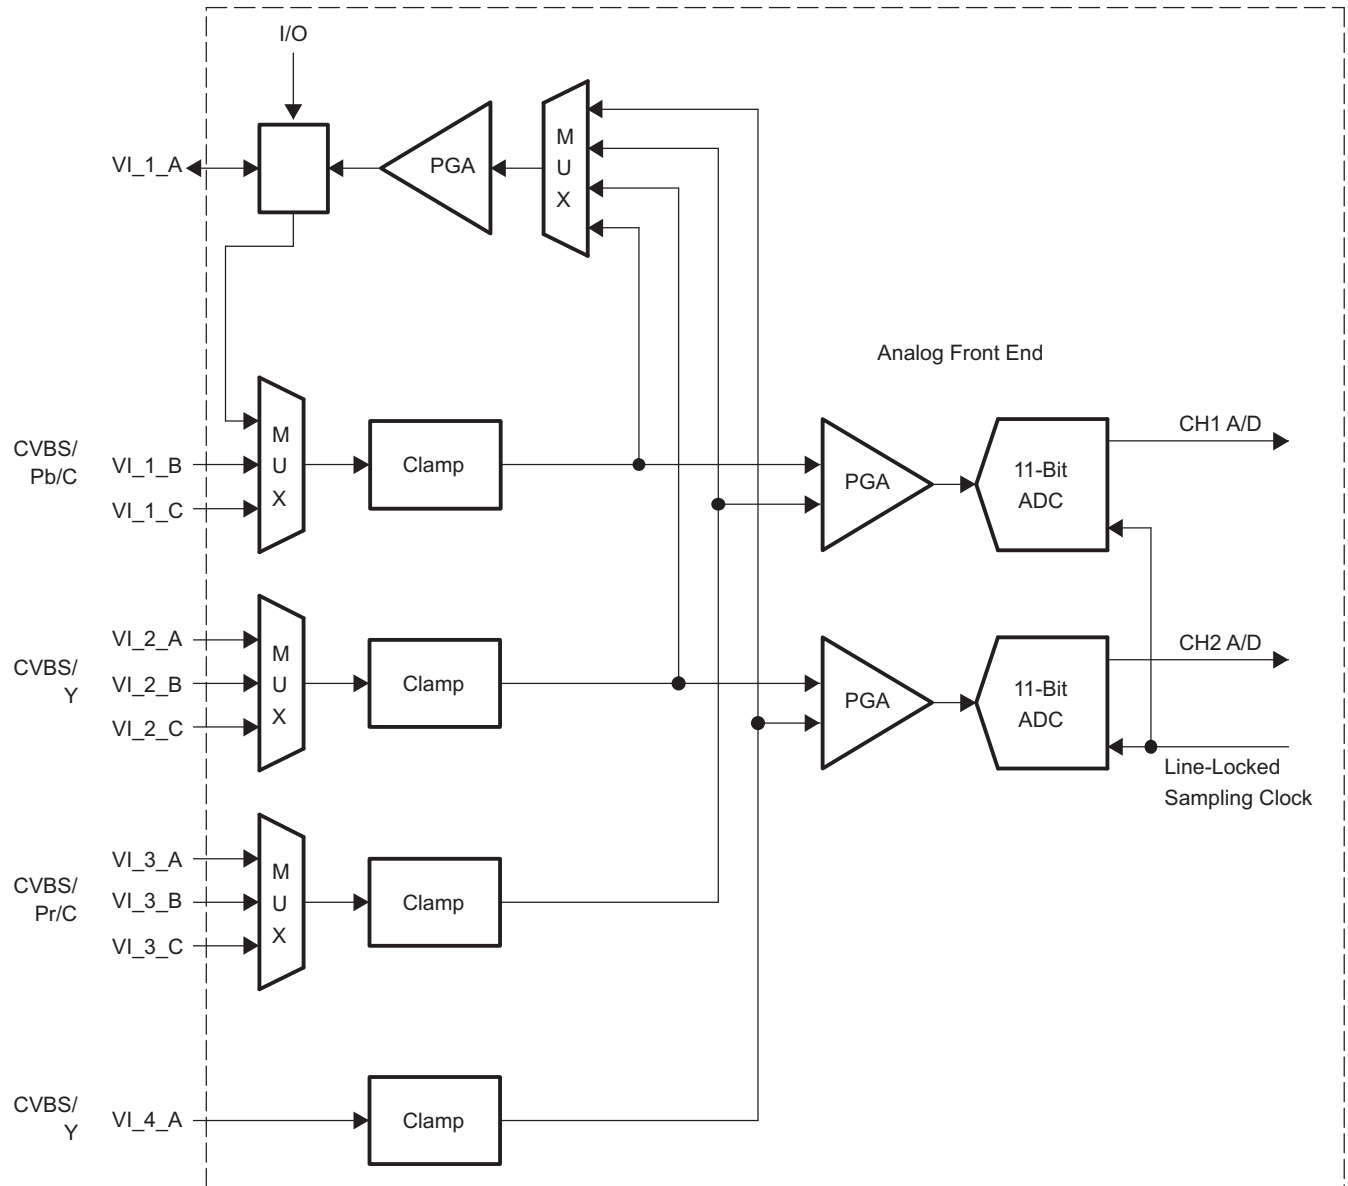 I/O
VI_1_A
PGA
M
U
X
Analog Front End
CVBS/
Pb/C
VI_1_B
VI_1_C
M
U
X
Clamp
PGA
11-Bit
ADC
CH1 A/D
CVBS/
Y
VI_2_A
VI_2_B
VI_2_C
M
U
X
Clamp
PGA
11-Bit
ADC
CH2 A/D
Line-Locked
Sampling Clock
CVBS/
Pr/C
VI_3_A
VI_3_B
VI_3_C
M
U
X
Clamp
CVBS/
Y
VI_4_A
Clamp